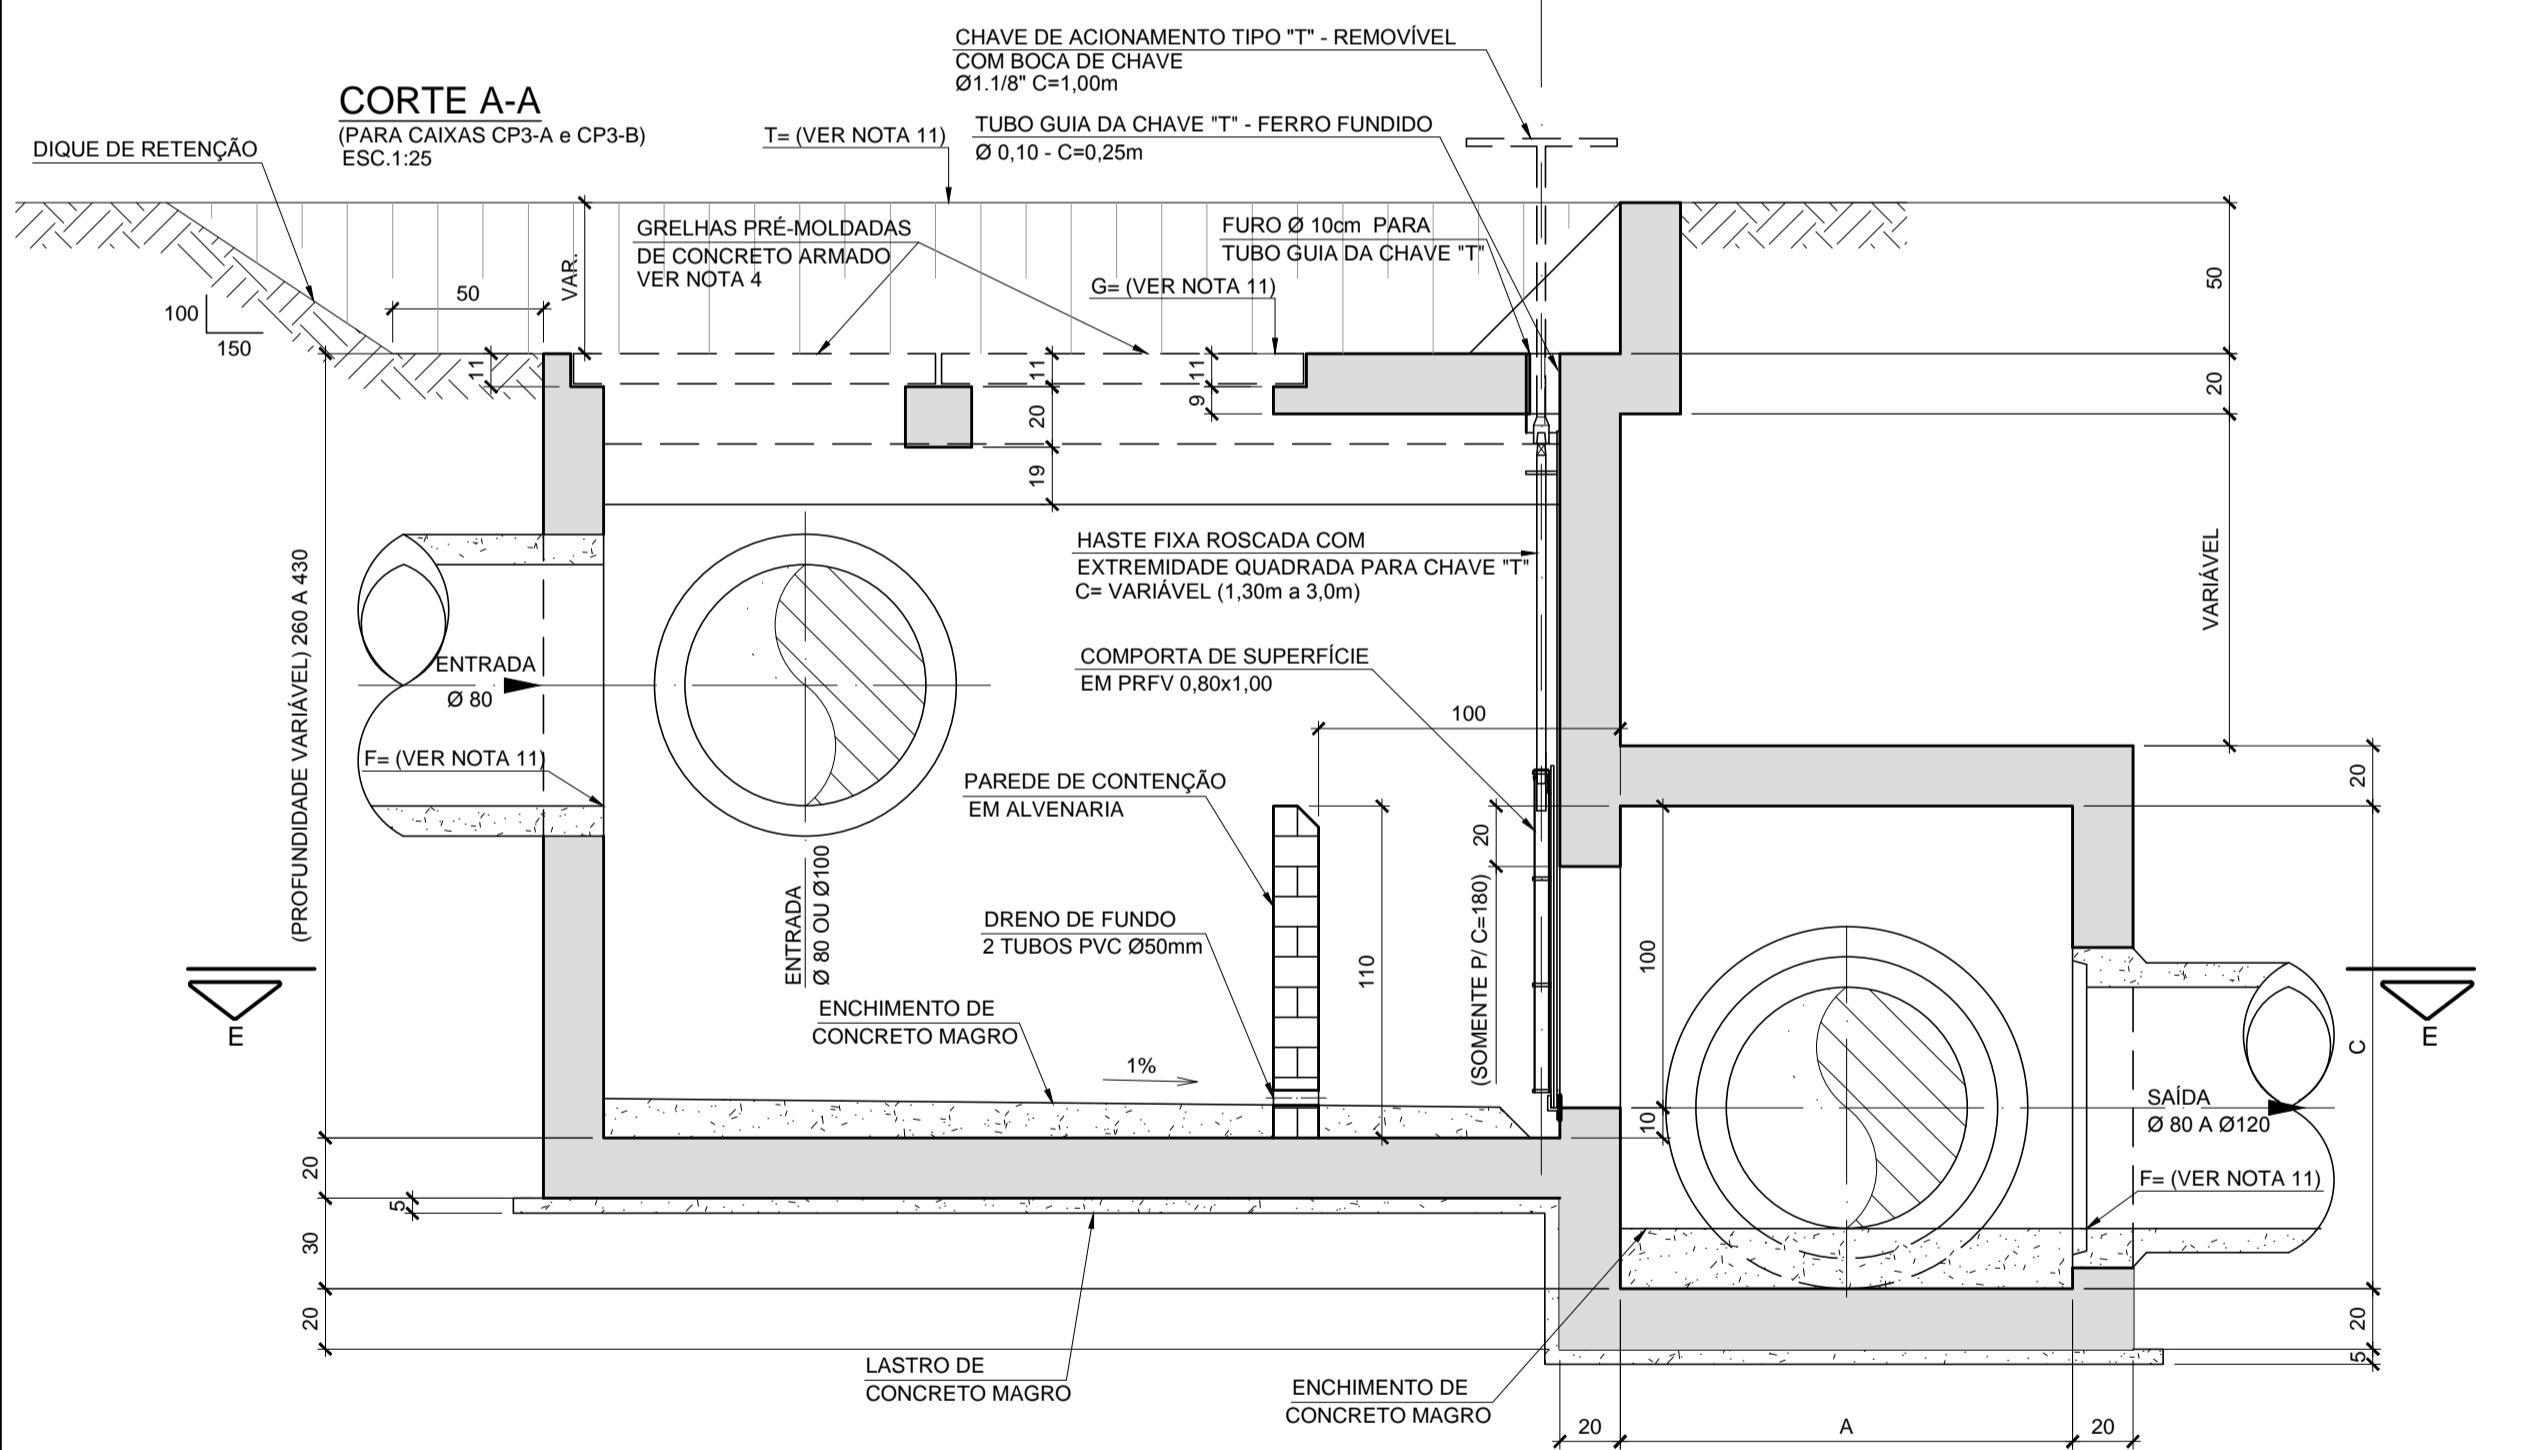 CHAVE DE ACIONAMENTO TIPO "T" - REMOVÍVEL
COM BOCA DE CHAVE
Ø1.1/8" C=1,00m
CORTE A-A
(PARA CAIXAS CP3-A e CP3-B)
ESC.1:25
DIQUE DE RETENÇÃO
T= (VER NOTA 11)
TUBO GUIA DA CHAVE "T" - FERRO FUNDIDO
Ø 0,10 - C=0,25m
GRELHAS PRÉ-MOLDADAS
DE CONCRETO ARMADO
VER NOTA 4
FURO Ø 10cm PARA
TUBO GUIA DA CHAVE "T"
G= (VER NOTA 11)
VAR.
50
100
150
11
11
20
19
11
9
50
20
VARIÁVEL
HASTE FIXA ROSCADA COM
EXTREMIDADE QUADRADA PARA CHAVE "T"
C= VARIÁVEL (1,30m a 3,0m)
(PROFUNDIDADE VARIÁVEL) 260 A 430
ENTRADA
Ø 80
COMPORTA DE SUPERFÍCIE
EM PRFV 0,80x1,00
100
F= (VER NOTA 11)
PAREDE DE CONTENÇÃO
EM ALVENARIA
20
20
ENTRADA
Ø 80 OU Ø100
DRENO DE FUNDO
2 TUBOS PVC Ø50mm
110
(SOMENTE P/ C=180)
100
10
C
E
E
ENCHIMENTO DE
CONCRETO MAGRO
1%
SAÍDA
Ø 80 A Ø120
F= (VER NOTA 11)
20
5
30
20
20
5
LASTRO DE
CONCRETO MAGRO
ENCHIMENTO DE
CONCRETO MAGRO
20
A
20